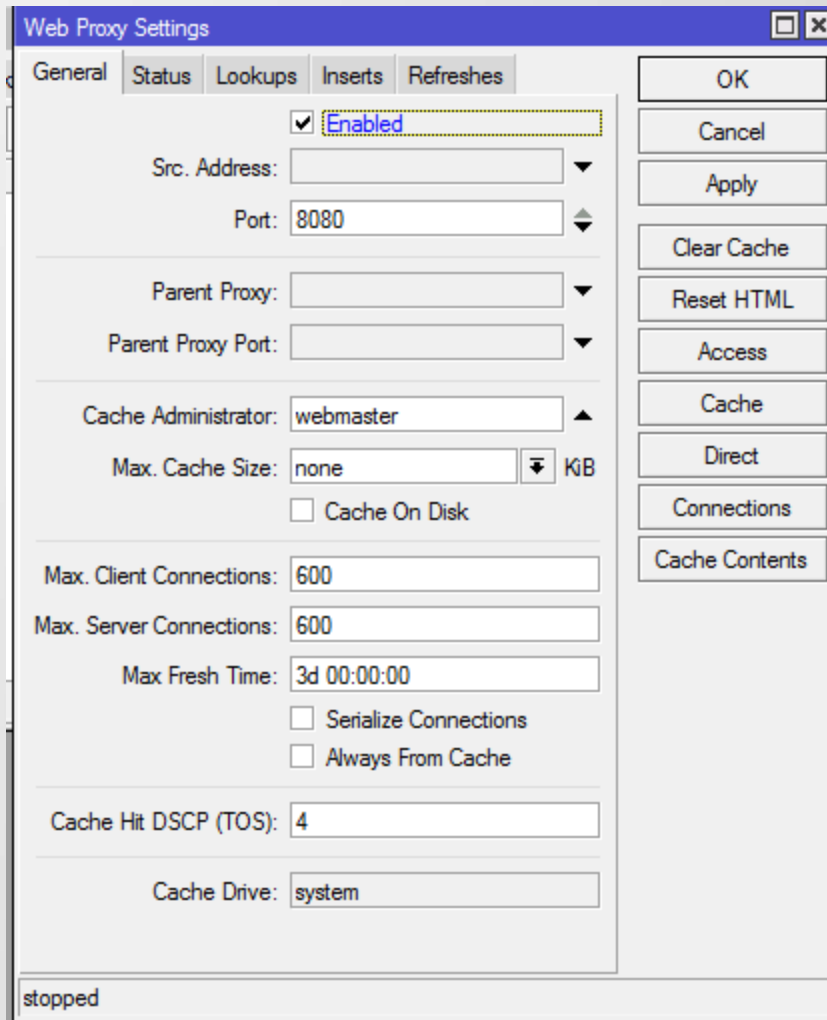 Web Proxy Settings
General Status Lookups Inserts Refreshes
Enabled
Src. Address:
Port: 8080
Parent Proxy:
Parent Proxy Port:
Cache Administrator: webmaster
Max. Cache Size: none KiB
Cache On Disk
Max. Client Connections: 600
Max. Server Connections: 600
Max Fresh Time: 3d 00:00:00
Serialize Connections
Always From Cache
Cache Hit DSCP (TOS): 4
Cache Drive: system
OK
Cancel
Apply
Clear Cache
Reset HTML
Access
Cache
Direct
Connections
Cache Contents
stopped